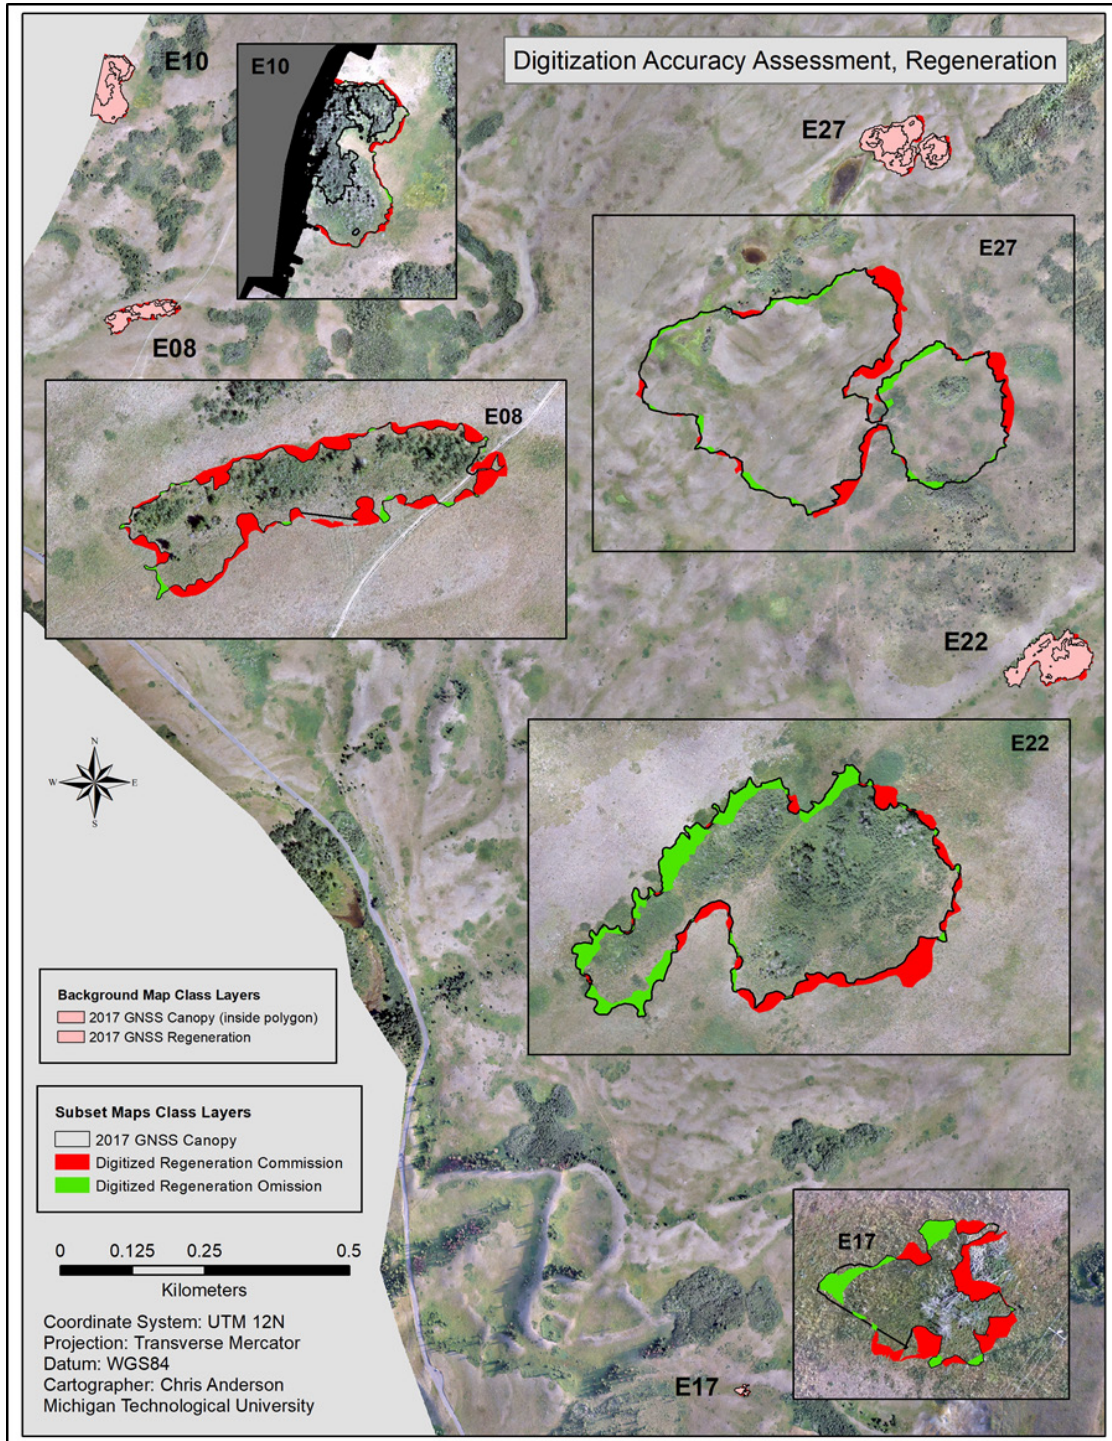 Digitization Accuracy Assessment, Regeneration
E10
E10
E27
E27
E08
E08
E22
E22
N
W
E
S
Background Map Class Layers
2017 GNSS Canopy (inside polygon)
2017 GNSS Regeneration
Subset Maps Class Layers
2017 GNSS Canopy
Digitized Regeneration Commission
Digitized Regeneration Omission
E17
E17
0 0.125 0.25 0.5
Kilometers
Coordinate System: UTM 12N
Projection: Transverse Mercator
Datum: WGS84
Cartographer: Chris Anderson
Michigan Technological University